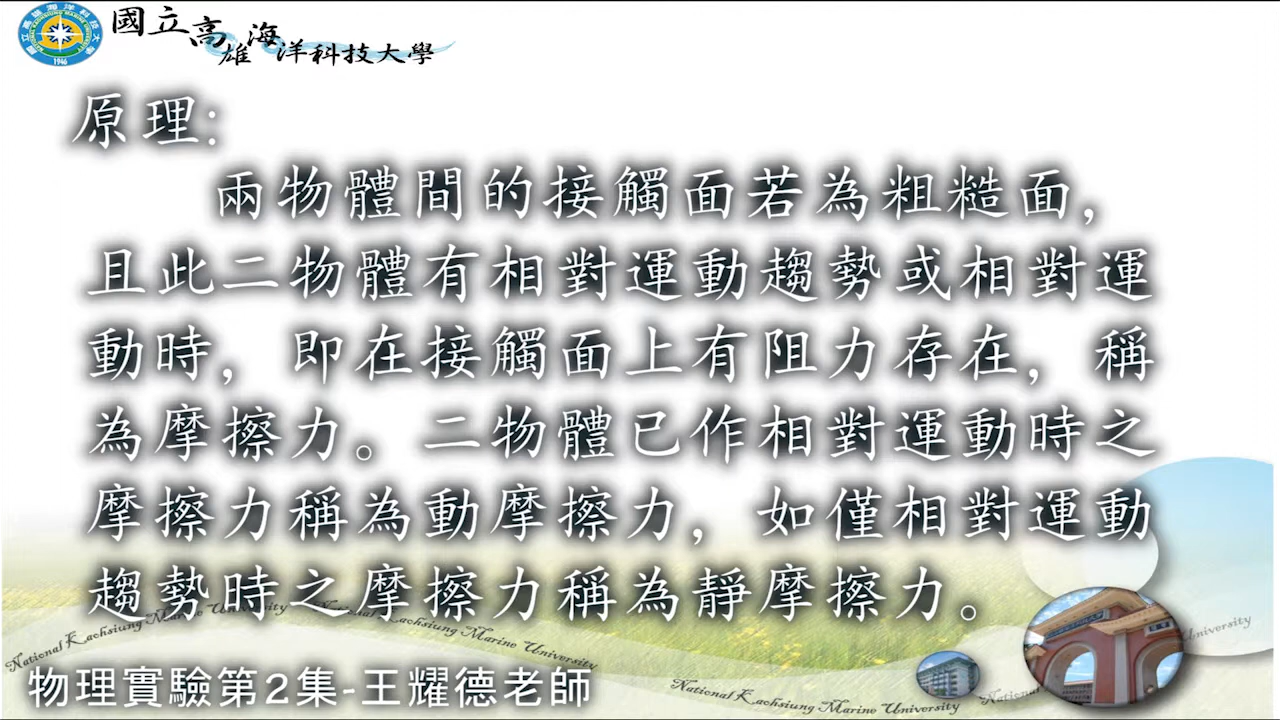 國立高雄海洋科技大學
原理:
兩物體間的接觸面若為粗糙面,
且此二物體有相對運動趨勢或相對運
動時, 即在接觸面上有阻力存在, 稱
為摩擦力。二物體已作相對運動時之
摩擦力稱為動摩擦力, 如僅相對運動
趨勢時之摩擦力稱為靜摩擦力。
National Kaohsiung Marine University
National Kaohsiung Marine University
National Kaohsiung Marine University
物理實驗第2集-王耀德老師